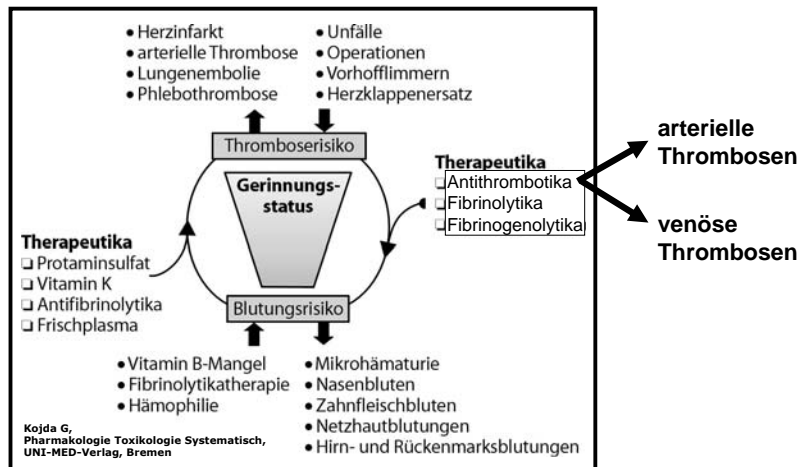 • Herzinfarkt
• arterielle Thrombose
• Lungenembolie
• Phlebothrombose
• Unfälle
• Operationen
• Vorhofflimmern
• Herzklappenersatz
Thromboserisiko
Gerinnungs-
status
Therapeutika
❑ Antithrombotika
❑ Fibrinolytika
❑ Fibrinogenolytika
arterielle
Thrombosen
venöse
Thrombosen
Therapeutika
❑ Protaminsulfat
❑ Vitamin K
❑ Antifibrinolytika
❑ Frischplasma
Blutungsrisiko
• Vitamin B-Mangel
• Fibrinolytikatherapie
• Hämophilie
• Mikrohämaturie
• Nasenbluten
• Zahnfleischbluten
• Netzhautblutungen
• Hirn- und Rückenmarksblutungen
Kojda G,
Pharmakologie Toxikologie Systematisch,
UNI-MED-Verlag, Bremen